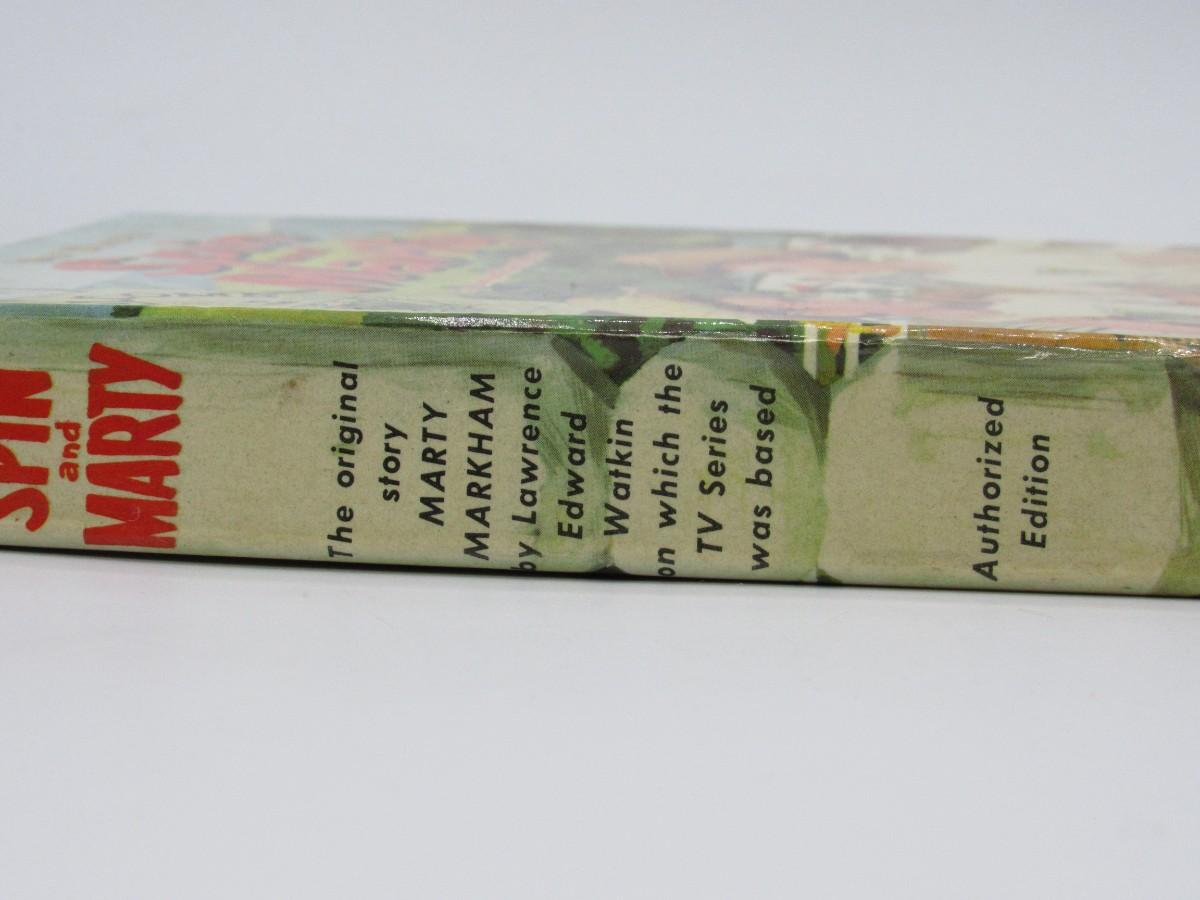 SPIN
and
MARTY
The original
story
MARTY
MARKHAM
by Lawrence
Edward
Watkin
on which the
TV Series
was based
Authorized
Edition